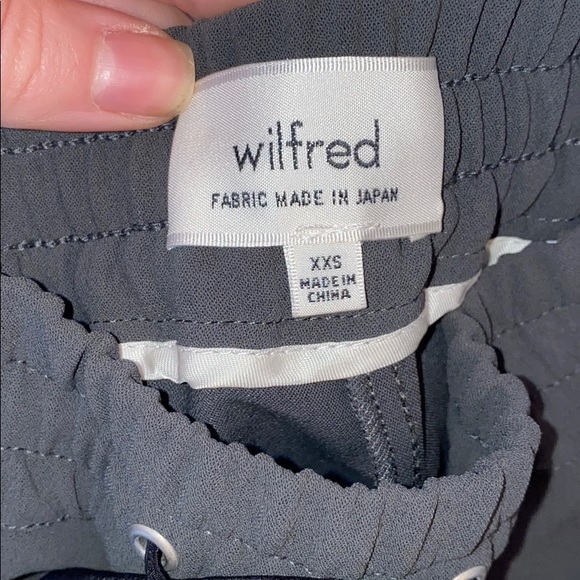 wilfred
FABRIC MADE IN JAPAN
XXS
MADE IN
CHINA